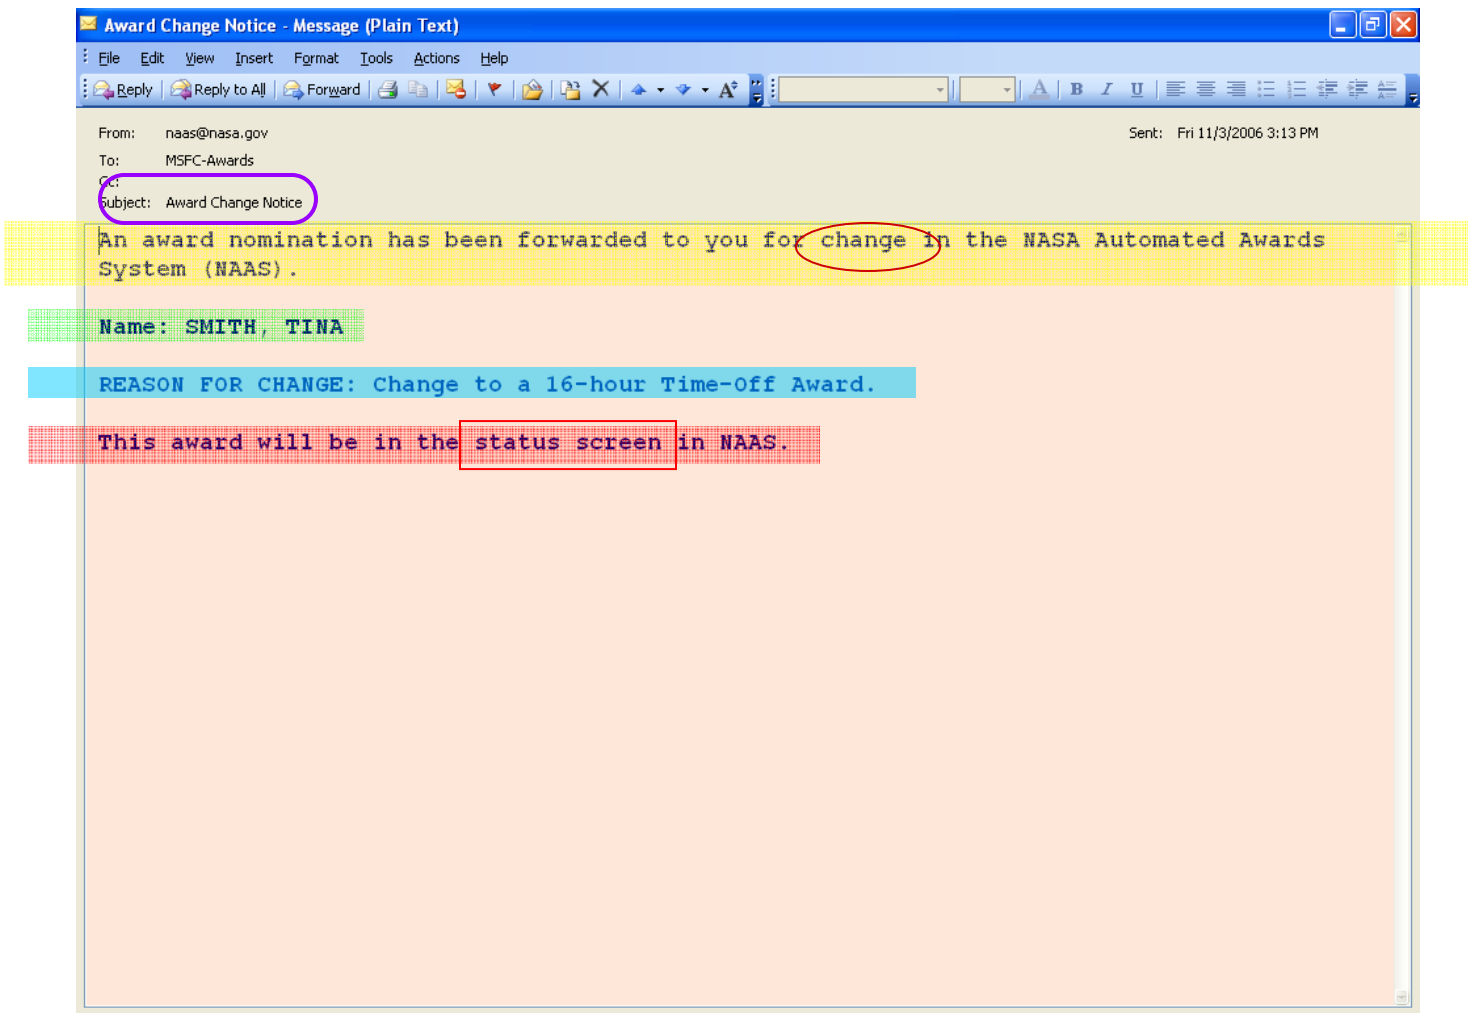 Award Change Notice - Message (Plain Text)
File Edit View Insert Format Tools Actions Help
Reply Reply to All Forward A A B I U
From: naas@nasa.gov Sent: Fri 11/3/2006 3:13 PM
To: MSFC-Awards
Cc:
Subject: Award Change Notice
An award nomination has been forwarded to you for change in the NASA Automated Awards
System (NAAS).
Name: SMITH, TINA
REASON FOR CHANGE: Change to a 16-hour Time-Off Award.
This award will be in the status screen in NAAS.